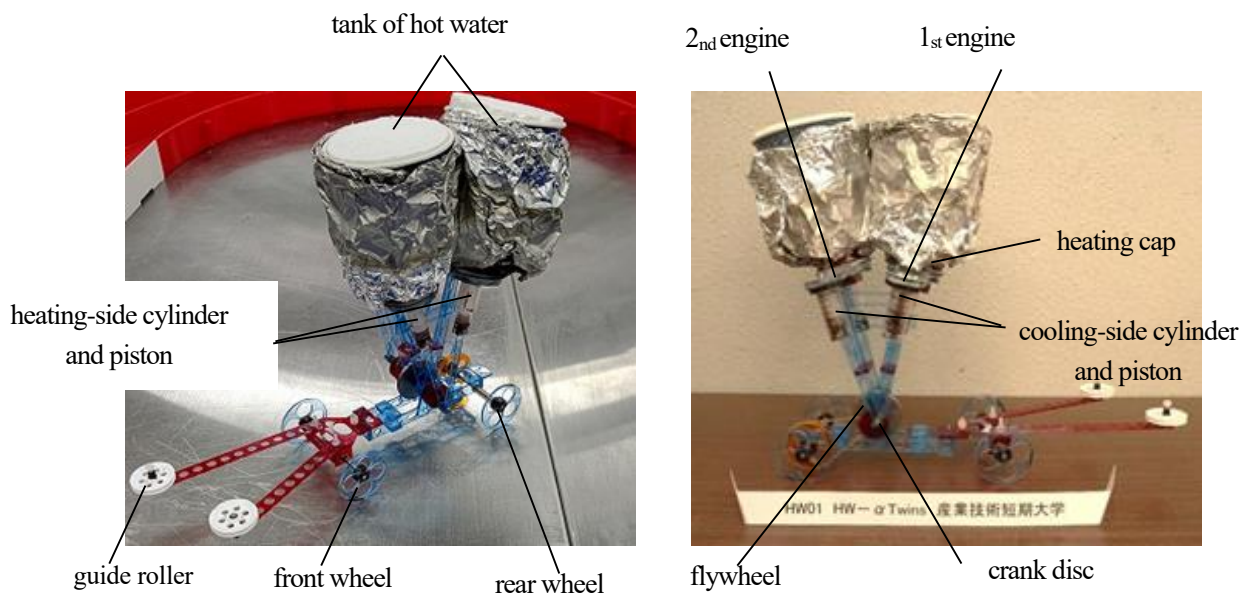 tank of hot water
2nd engine
1st engine
heating cap
heating-side cylinder
and piston
cooling-side cylinder
and piston
HW01 HW－αTwins 産業技術短期大学
guide roller
front wheel
rear wheel
flywheel
crank disc